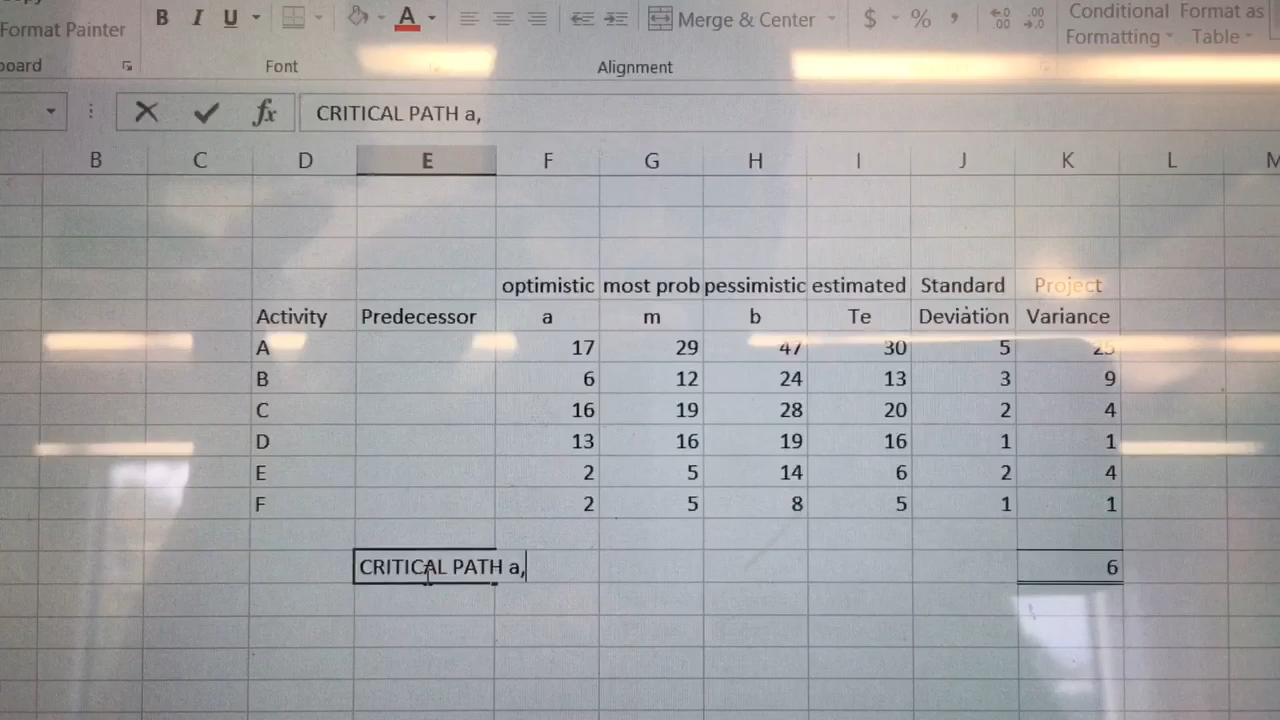 B I U A Merge & Center $ % , Conditional Format as
Format Painter Formatting Table
Font Alignment
fx CRITICAL PATH a,
B C D E F G H I J K L M
optimistic most prob pessimistic estimated Standard Project
Activity Predecessor a m b Te Deviation Variance
A 17 29 47 30 5 25
B 6 12 24 13 3 9
C 16 19 28 20 2 4
D 13 16 19 16 1 1
E 2 5 14 6 2 4
F 2 5 8 5 1 1
CRITICAL PATH a, 6